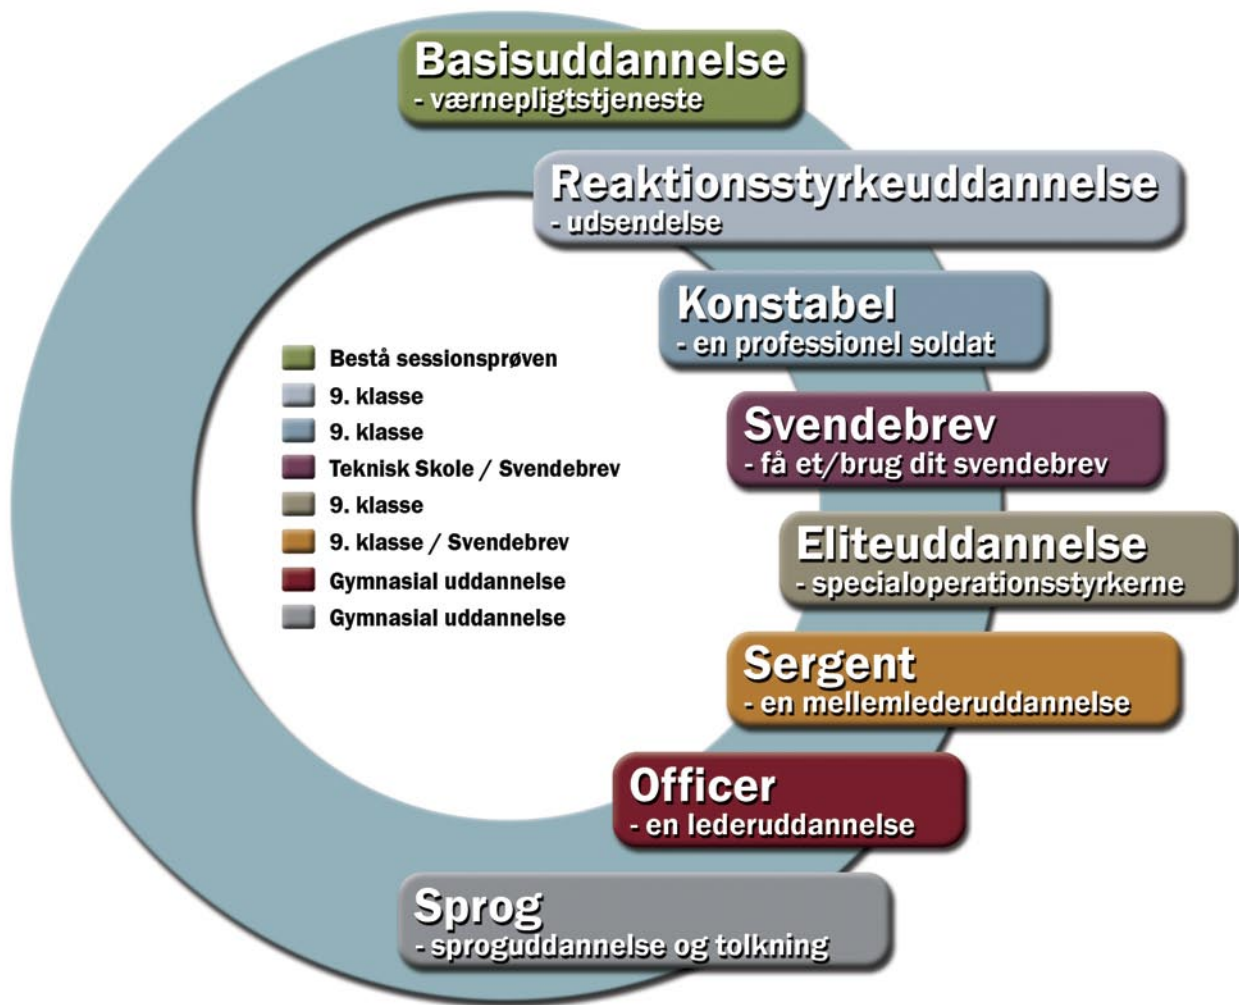 Basisuddannelse
- værnepligtstjeneste
Reaktionsstyrkeuddannelse
- udsendelse
Konstabel
- en professionel soldat
Svendebrev
- få et/brug dit svendebrev
Eliteuddannelse
- specialoperationsstyrkerne
Sergent
- en mellemlederuddannelse
Officer
- en lederuddannelse
Sprog
- sproguddannelse og tolkning
Bestå sessionsprøven
9. klasse
9. klasse
Teknisk Skole / Svendebrev
9. klasse
9. klasse / Svendebrev
Gymnasial uddannelse
Gymnasial uddannelse